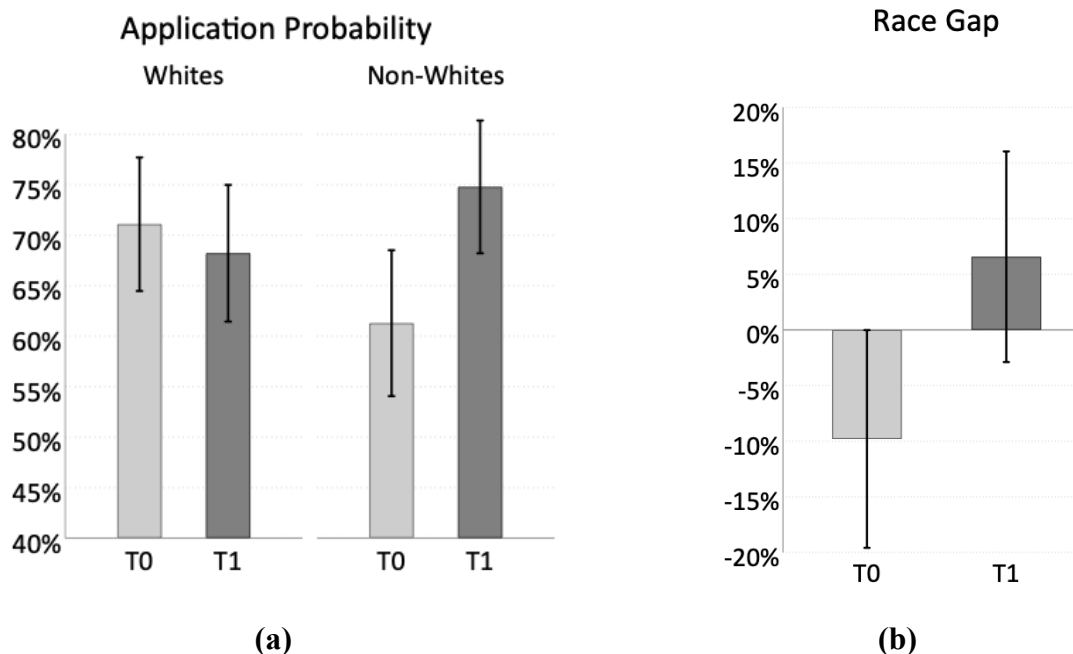 Application Probability
Whites Non-Whites
80%
75%
70%
65%
60%
55%
50%
45%
40%
T0 T1 T0 T1
(a)
Race Gap
20%
15%
10%
5%
0%
-5%
-10%
-15%
-20%
T0 T1
(b)